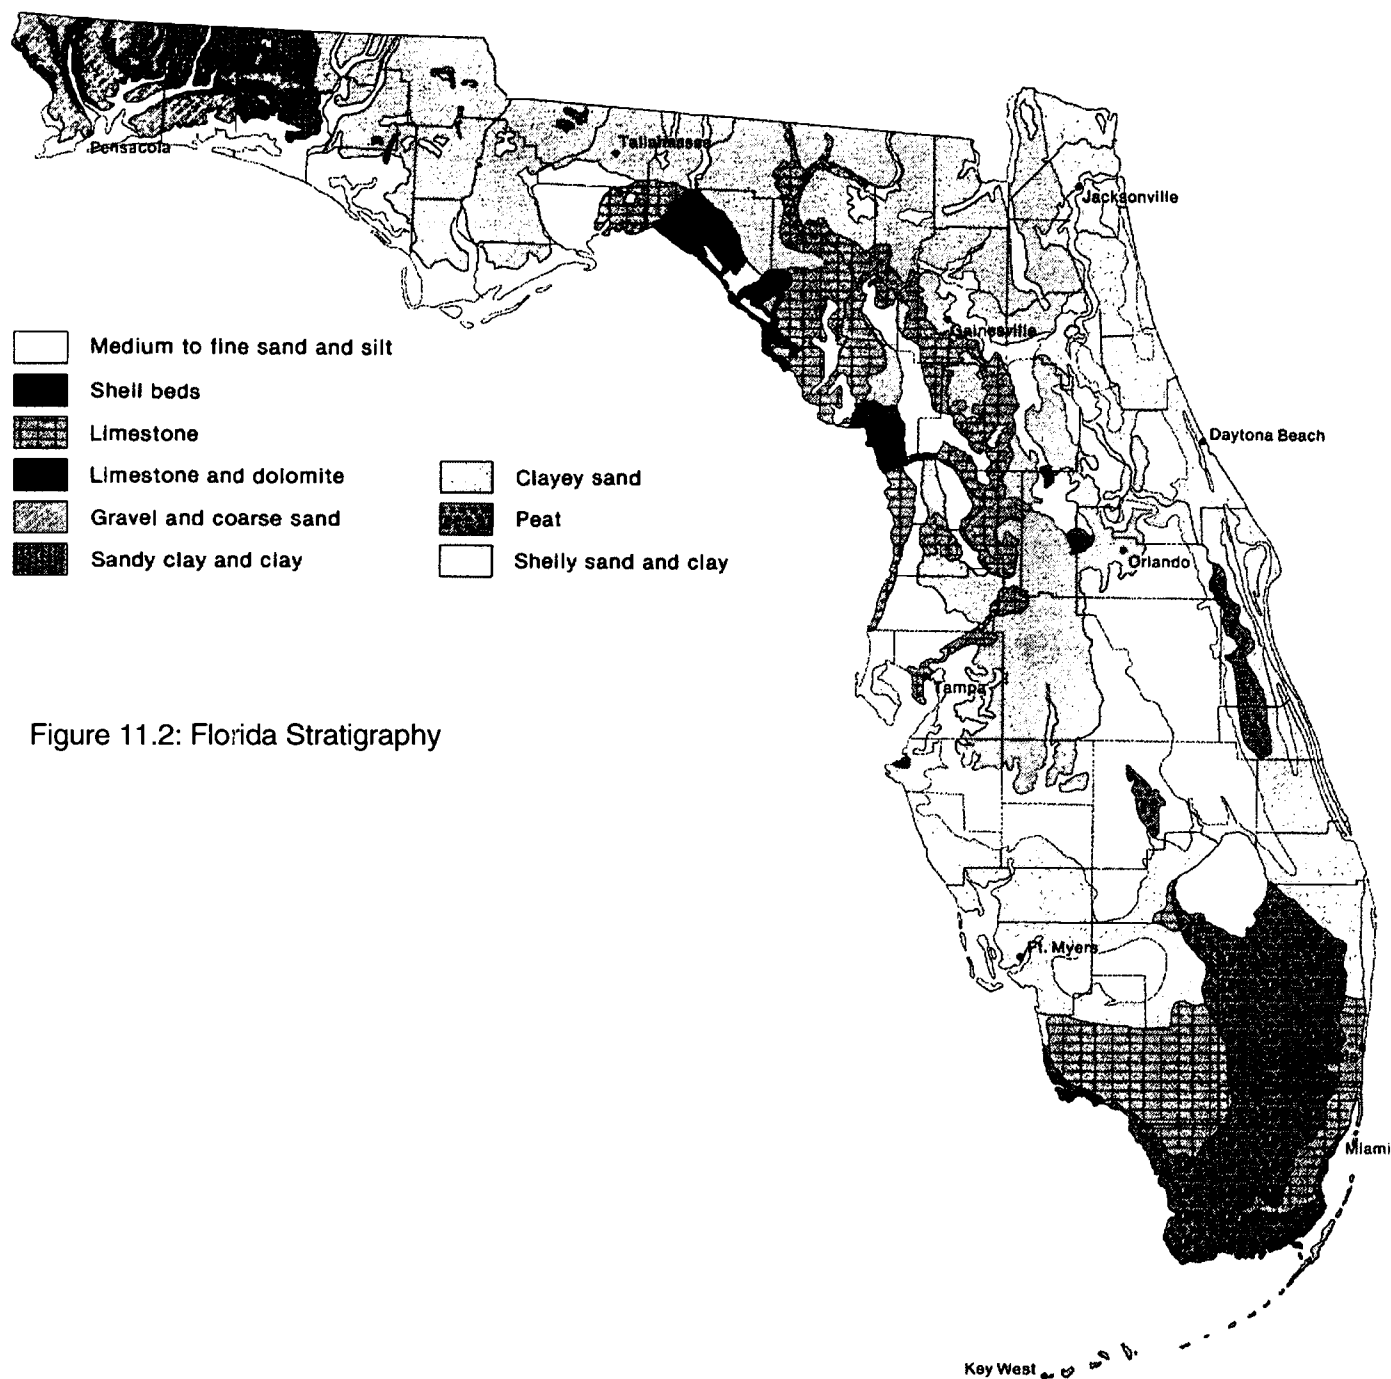 Pensacola
Tallahassee
Jacksonville
Gainesville
Medium to fine sand and silt
Shell beds
Limestone
Daytona Beach
Limestone and dolomite
Clayey sand
Gravel and coarse sand
Peat
Sandy clay and clay
Shelly sand and clay
Orlando
Tampa
Figure 11.2: Florida Stratigraphy
Ft. Myers
Miami
Key West